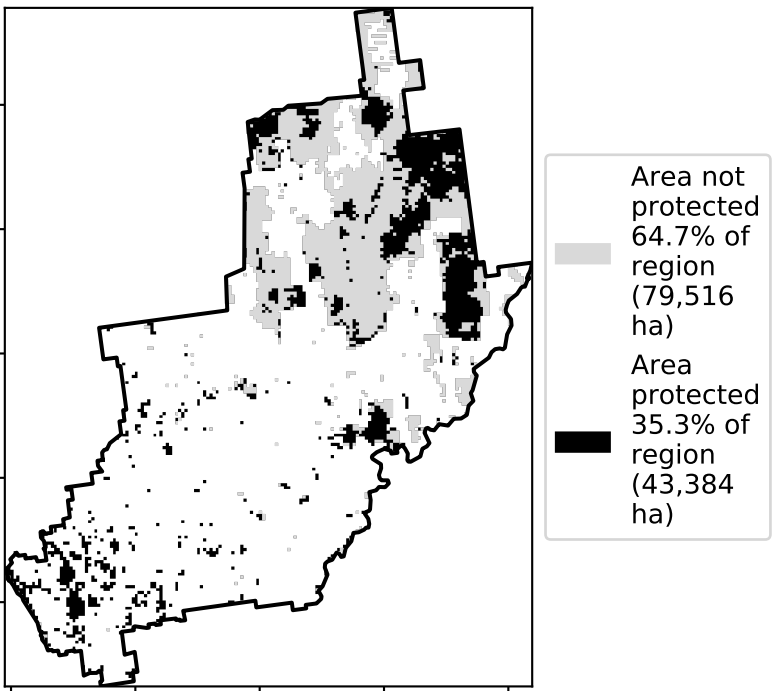 Area not
protected
64.7% of
region
(79,516
ha)
Area
protected
35.3% of
region
(43,384
ha)